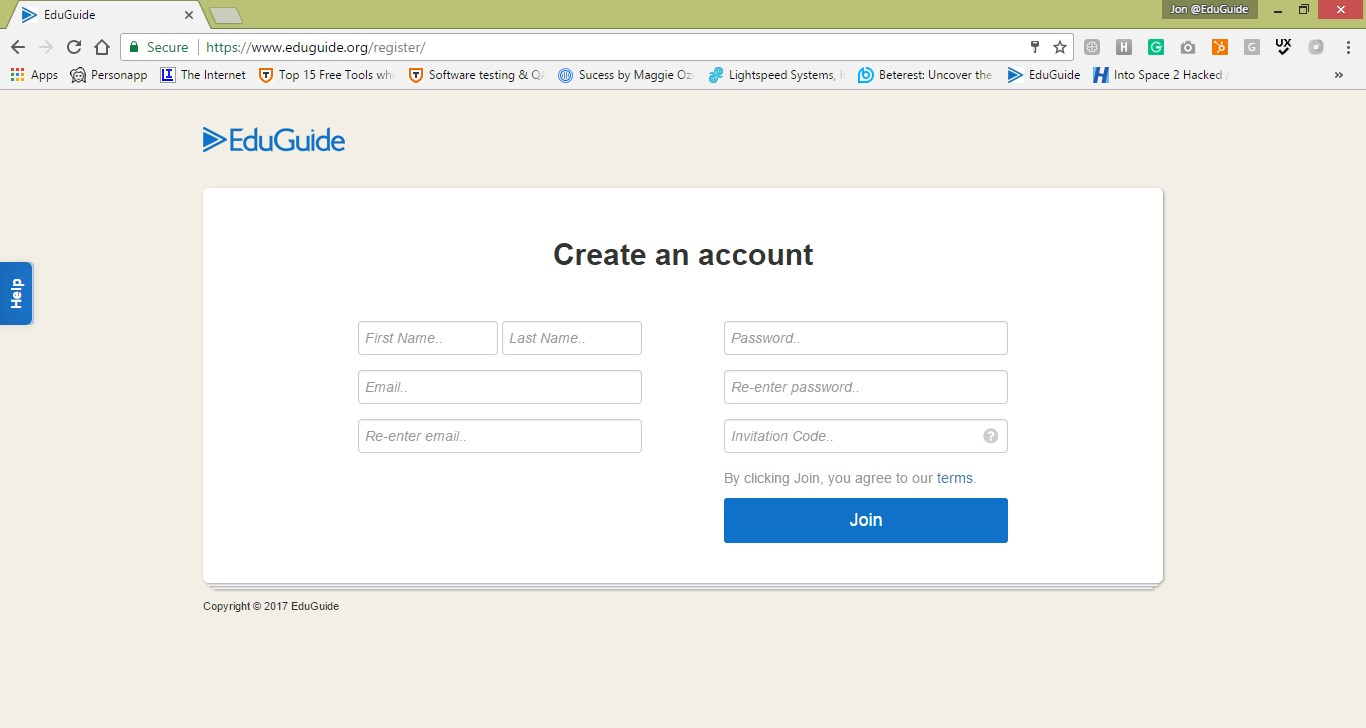 EduGuide
Jon @EduGuide
Secure https://www.eduguide.org/register/
H G G UX
Apps Personapp The Internet Top 15 Free Tools whi Software testing & Q Sucess by Maggie Oz Lightspeed Systems, Beterest: Uncover the EduGuide Into Space 2 Hacked
EduGuide
Create an account
First Name.. Last Name.. Password..
Email.. Re-enter password..
Re-enter email.. Invitation Code.. ?
Help
By clicking Join, you agree to our terms.
Join
Copyright © 2017 EduGuide